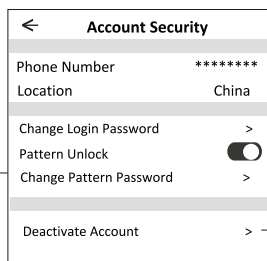 ← Account Security
Phone Number ********
Location China
Change Login Password >
Pattern Unlock
Change Pattern Password >
Deactivate Account >